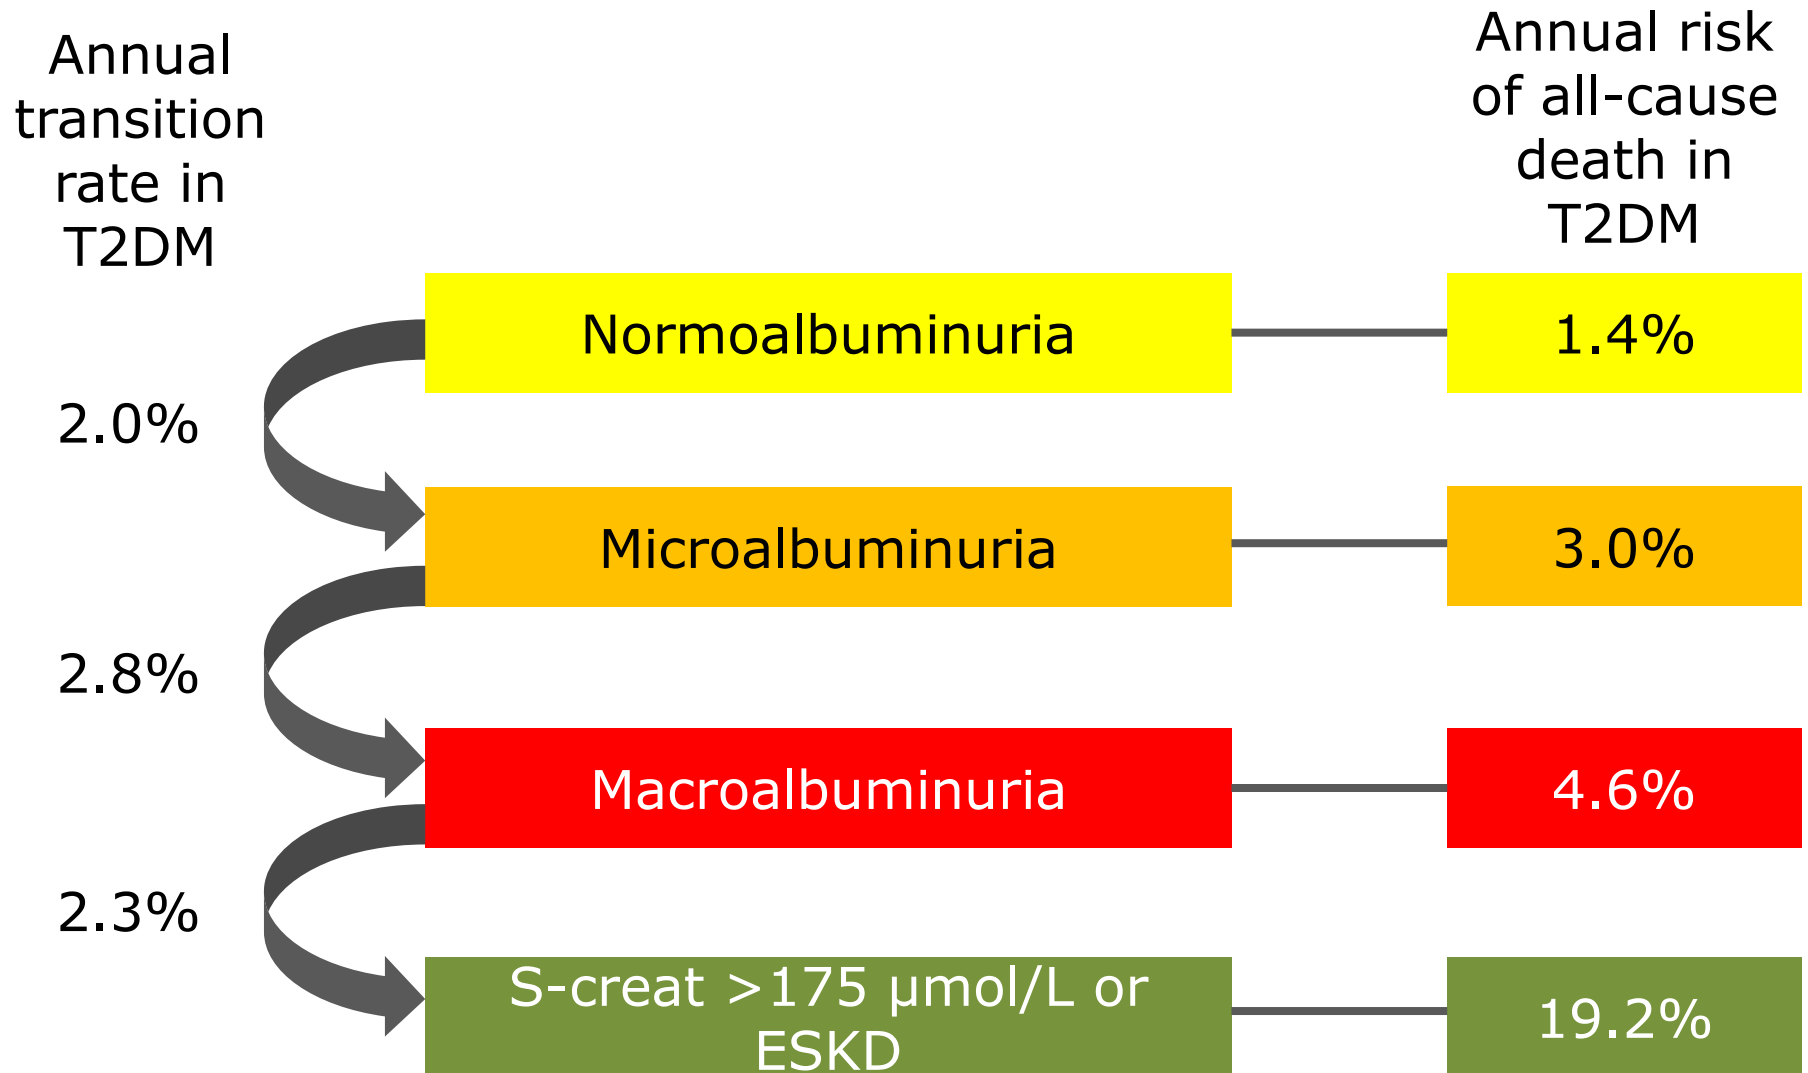 Annual
transition
rate in
T2DM
Annual risk
of all-cause
death in
T2DM
Normoalbuminuria
1.4%
2.0%
Microalbuminuria
3.0%
2.8%
Macroalbuminuria
4.6%
2.3%
S-creat >175 µmol/L or
ESKD
19.2%